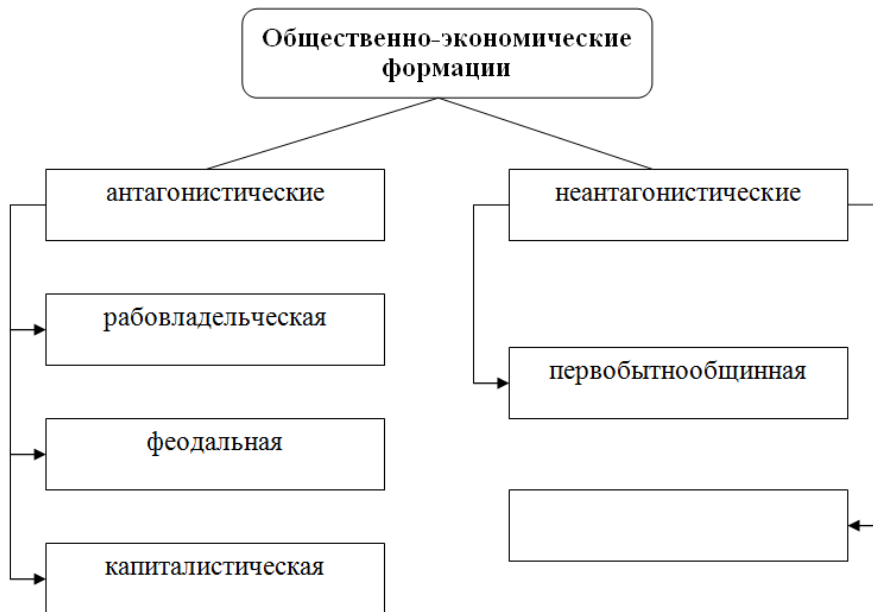 Общественно-экономические
формации
антагонистические
неантагонистические
рабовладельческая
первобытнообщинная
феодальная
капиталистическая